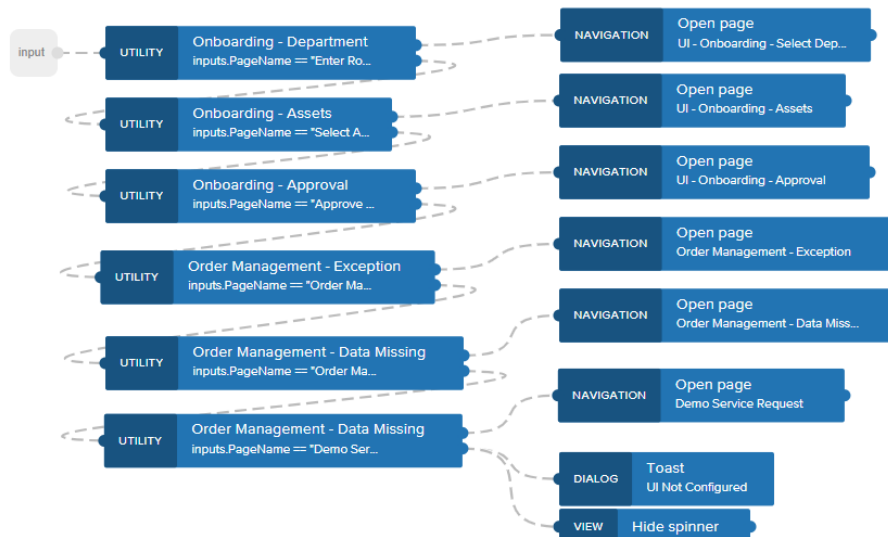 input
UTILITY
Onboarding - Department
inputs.PageName == "Enter Ro...
NAVIGATION
Open page
UI - Onboarding - Select Dep...
UTILITY
Onboarding - Assets
inputs.PageName == "Select A...
NAVIGATION
Open page
UI - Onboarding - Assets
UTILITY
Onboarding - Approval
inputs.PageName == "Approve ...
NAVIGATION
Open page
UI - Onboarding - Approval
UTILITY
Order Management - Exception
inputs.PageName == "Order Ma...
NAVIGATION
Open page
Order Management - Exception
UTILITY
Order Management - Data Missing
inputs.PageName == "Order Ma...
NAVIGATION
Open page
Order Management - Data Miss...
UTILITY
Order Management - Data Missing
inputs.PageName == "Demo Ser...
NAVIGATION
Open page
Demo Service Request
DIALOG
Toast
UI Not Configured
VIEW
Hide spinner